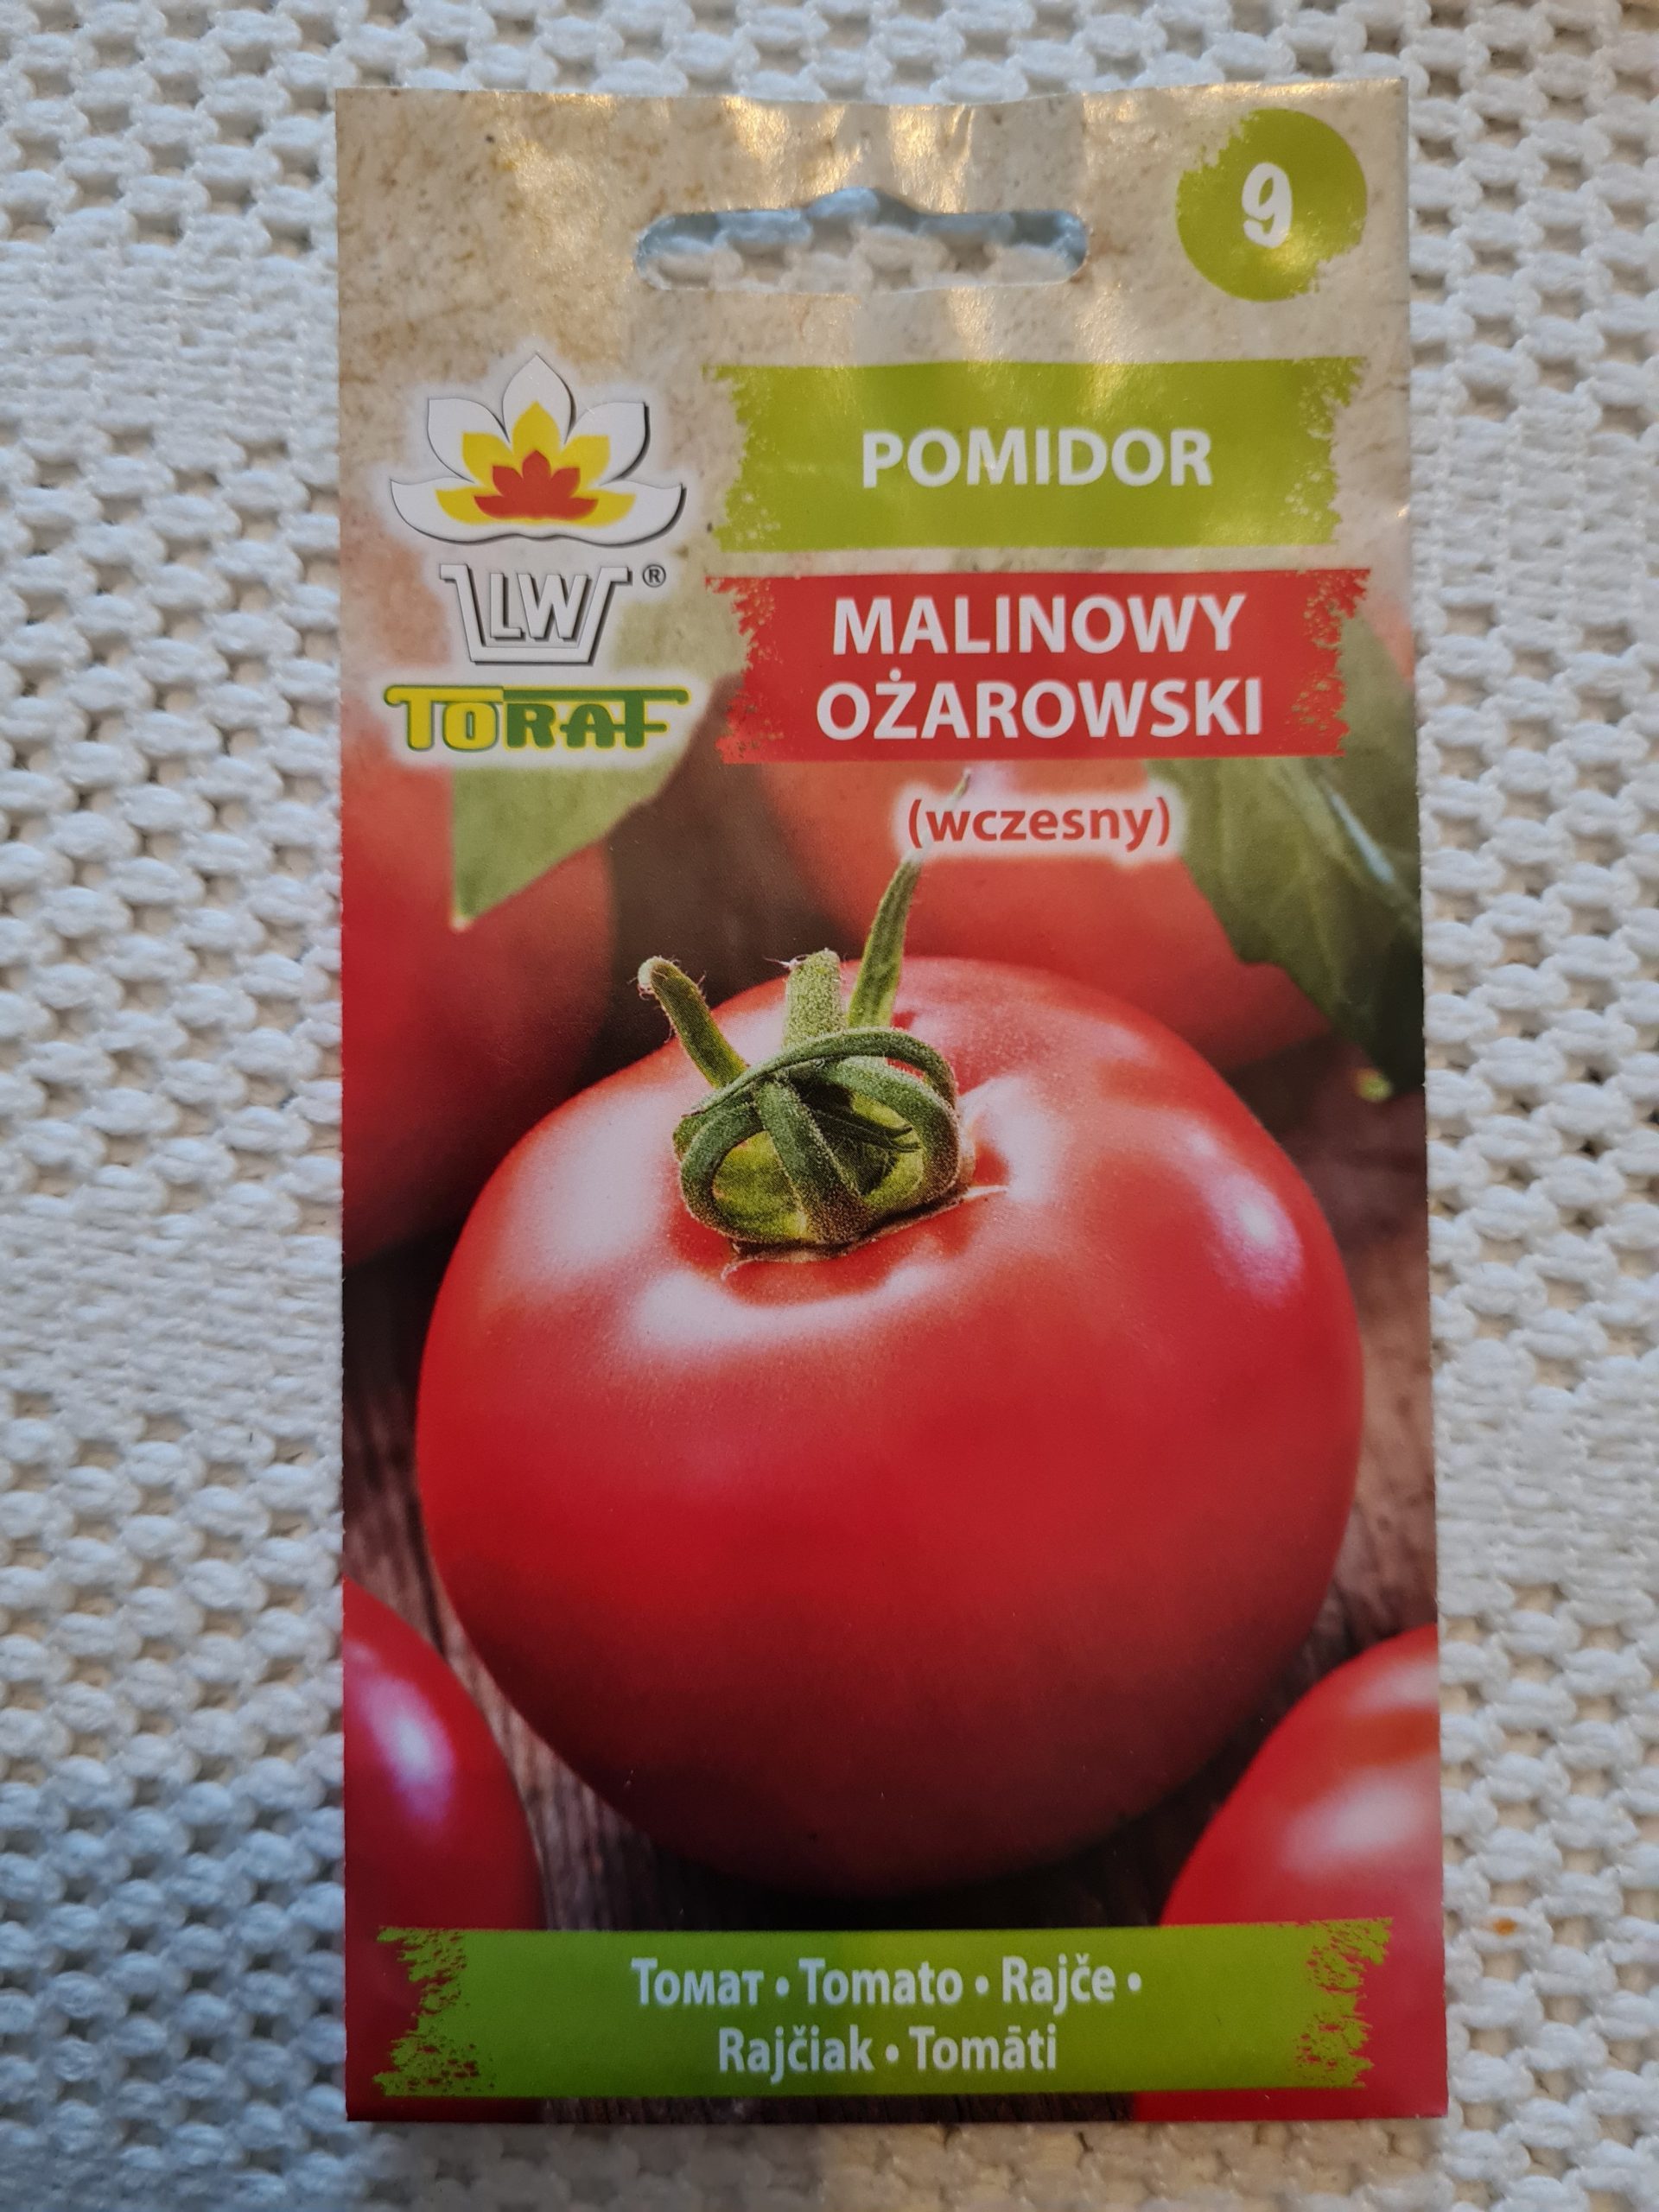 9
POMIDOR
LW®
TORAF
MALINOWY
OŻAROWSKI
(wczesny)
Томат • Tomato • Rajče •
Rajčiak • Tomāti